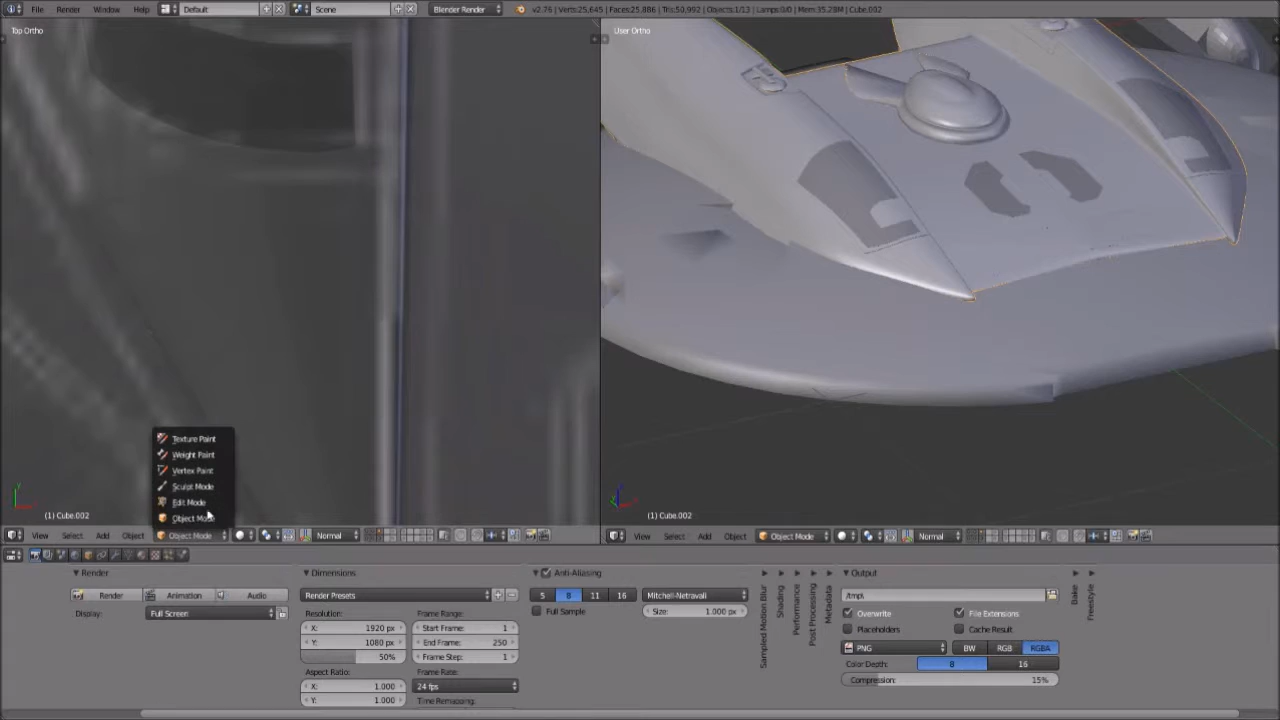 File Render Window Help Default Scene Blender Render v2.76 | Verts:25,645 | Faces:25,886 | Tris:50,992 | Objects:1/13 | Lamps:0/0 | Mem:35.28M | Cube.002
Top Ortho
User Ortho
Texture Paint
Weight Paint
Vertex Paint
Sculpt Mode
Edit Mode
Object Mode
(1) Cube.002
(1) Cube.002
View Select Add Object Object Mode Normal
View Select Add Object Object Mode Normal
Render
Render Animation Audio
Display: Full Screen
Dimensions
Render Presets
Resolution: Frame Range:
X: 1920 px Start Frame: 1
Y: 1080 px End Frame: 250
50% Frame Step: 1
Aspect Ratio: Frame Rate:
X: 1.000 24 fps
Y: 1.000 Time Remapping:
Anti-Aliasing
5 8 11 16 Mitchell-Netravali
Full Sample Size: 1.000 px
Sampled Motion Blur
Shading
Performance
Post Processing
Metadata
Output
/tmp\
Overwrite File Extensions
Placeholders Cache Result
PNG BW RGB RGBA
Color Depth: 8 16
Compression: 15%
Bake
Freestyle